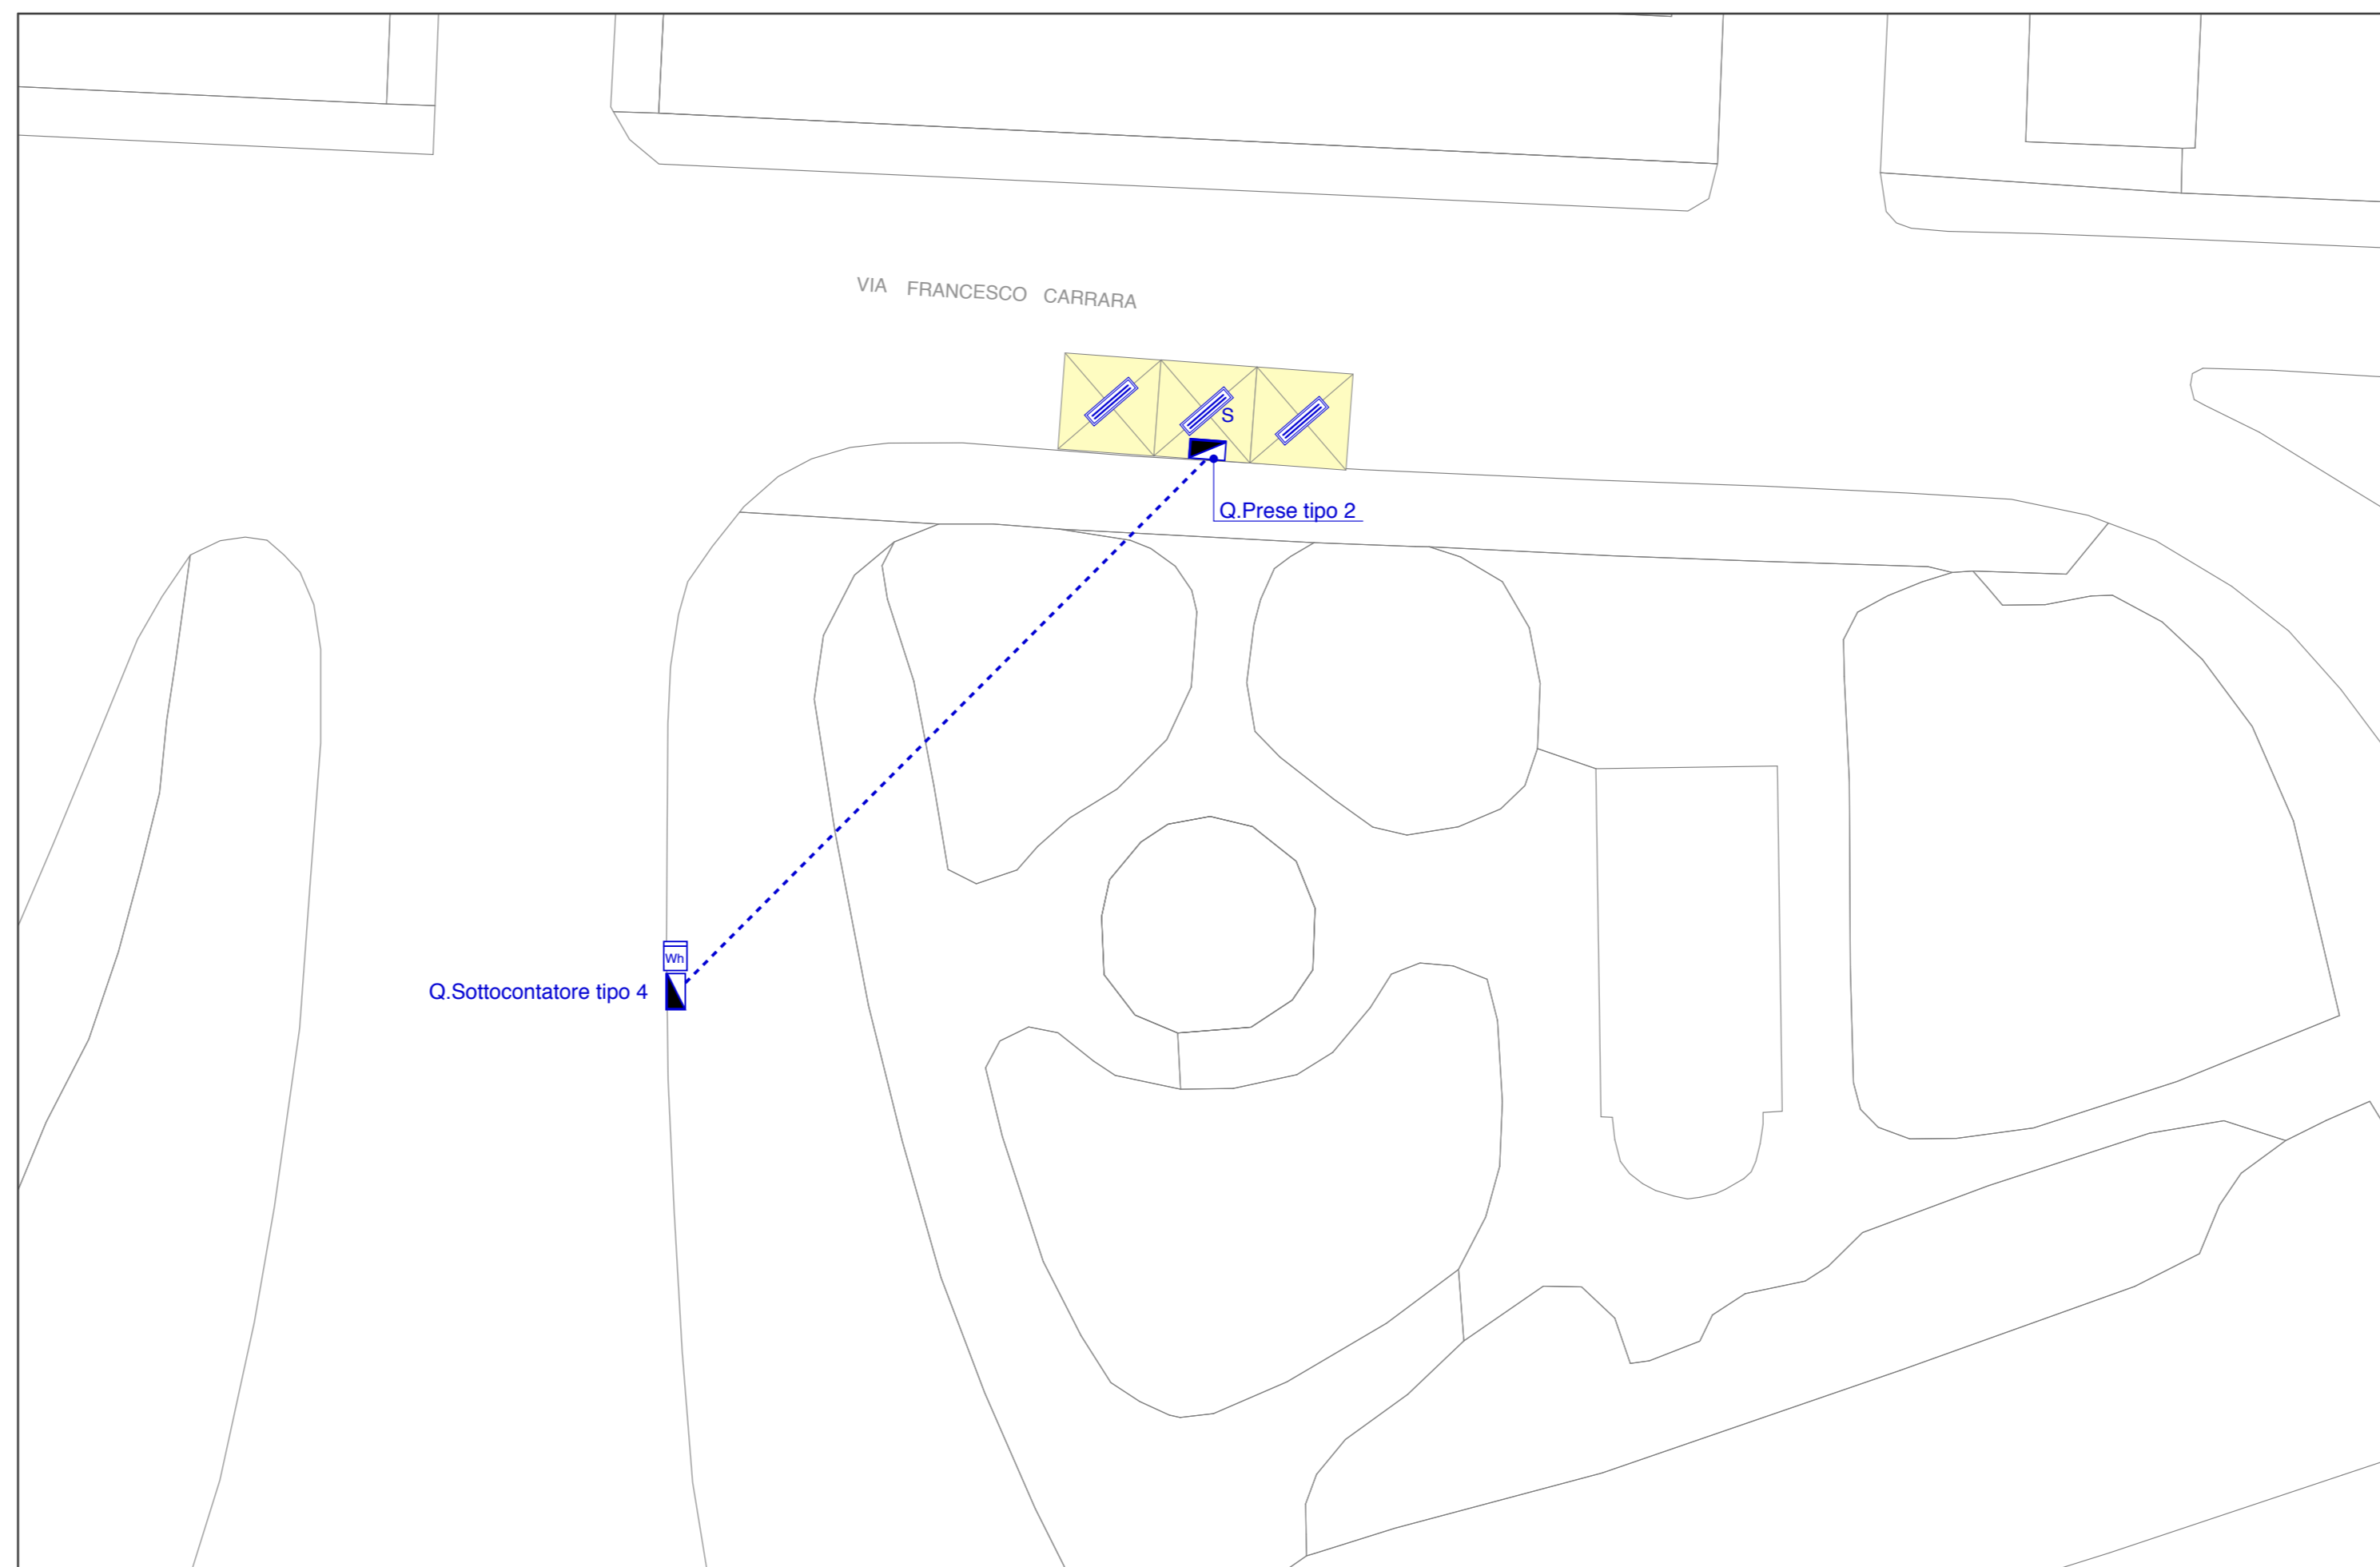 VIA FRANCESCO CARRARA
S
Q.Prese tipo 2
Wh
Q.Sottocontatore tipo 4